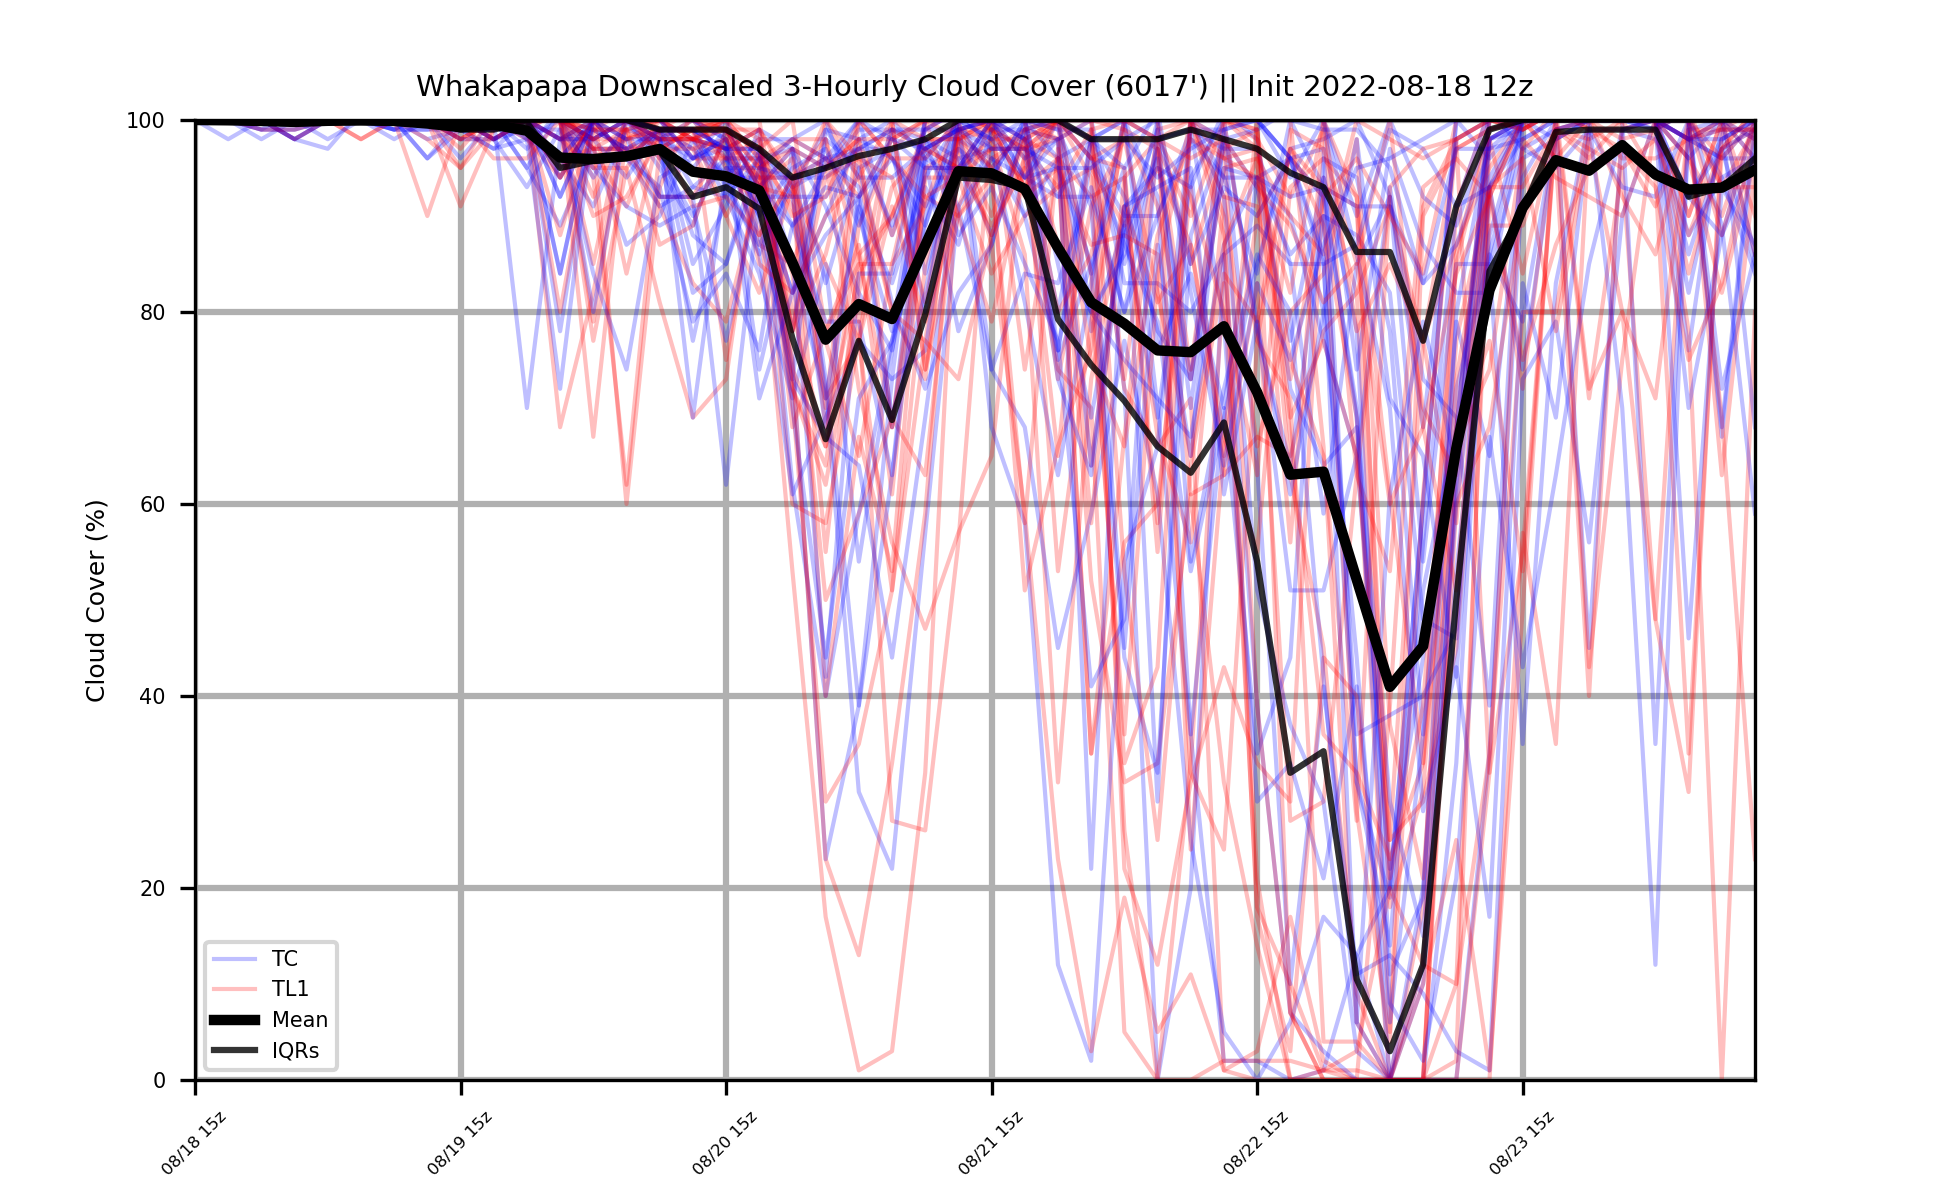 Whakapapa Downscaled 3-Hourly Cloud Cover (6017') || Init 2022-08-18 12z
Cloud Cover (%)
100
80
60
40
20
0
TC
TL1
Mean
IQRs
08/18 15z
08/19 15z
08/20 15z
08/21 15z
08/22 15z
08/23 15z